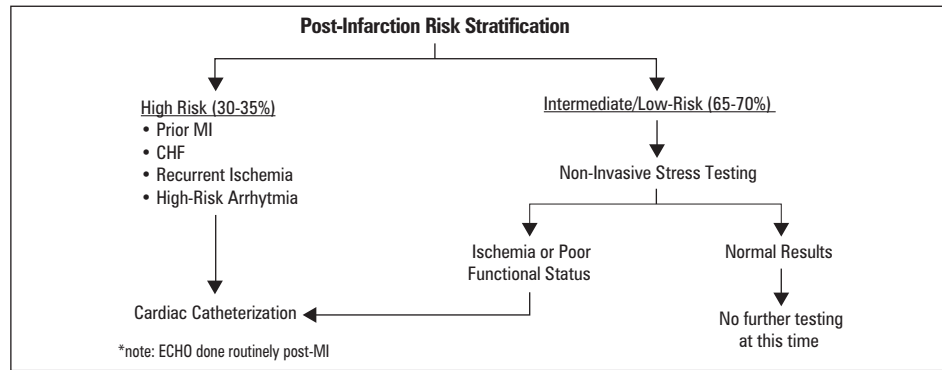 Post-Infarction Risk Stratification
High Risk (30-35%)
• Prior MI
• CHF
• Recurrent Ischemia
• High-Risk Arrhytmia
Intermediate/Low-Risk (65-70%)
Non-Invasive Stress Testing
Ischemia or Poor
Functional Status
Normal Results
Cardiac Catheterization
No further testing
at this time
*note: ECHO done routinely post-MI